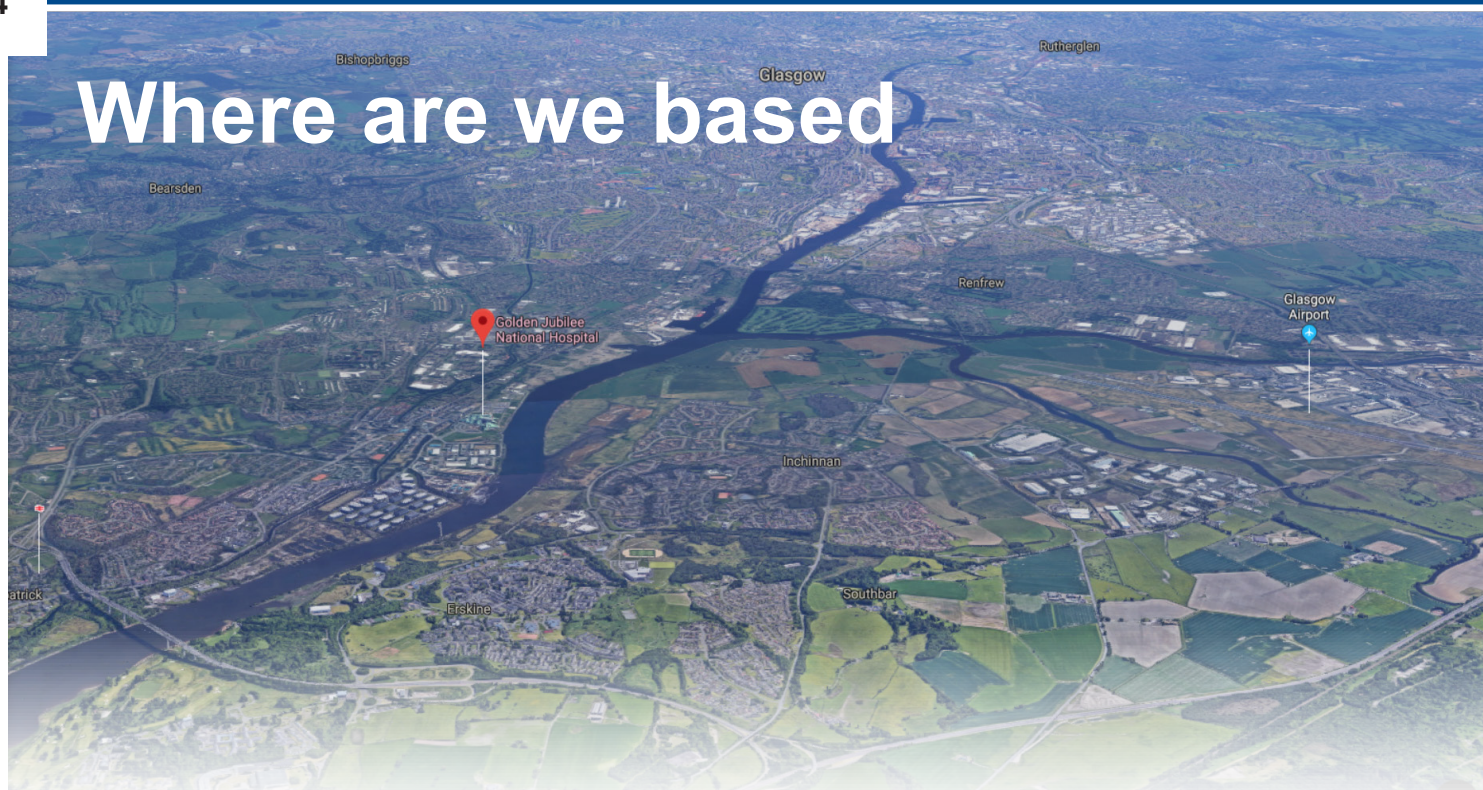 4
Rutherglen
Bishopbriggs
Glasgow
Where are we based
Bearsden
Renfrew
Glasgow
Airport
Golden Jubilee
National Hospital
Inchinnan
atrick
Erskine
Southbar